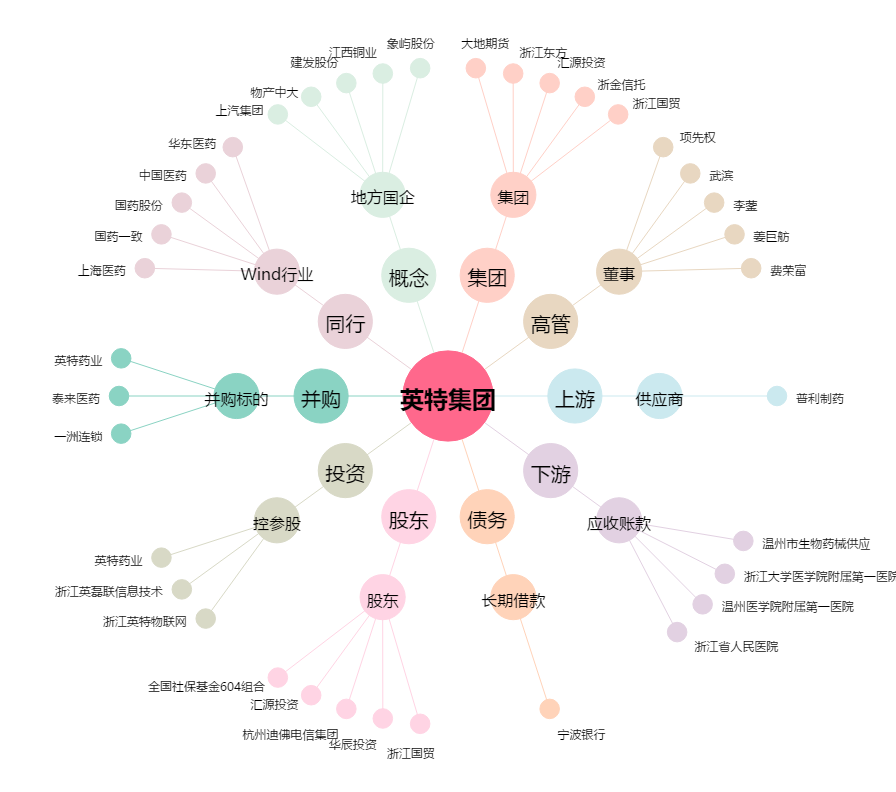 象屿股份
大地期货
江西铜业
浙江东方
建发股份
汇源投资
物产中大
浙金信托
上汽集团
浙江国贸
华东医药
项先权
中国医药
武滨
地方国企
集团
国药股份
李蓥
国药一致
姜巨舫
上海医药
Wind行业
概念
集团
董事
费荣富
同行
高管
英特药业
泰来医药
并购标的
并购
英特集团
上游
供应商
普利制药
一洲连锁
投资
下游
控参股
股东
债务
应收账款
英特药业
温州市生物药械供应
浙江英磊联信息技术
浙江大学医学院附属第一医院
浙江英特物联网
股东
长期借款
温州医学院附属第一医院
浙江省人民医院
全国社保基金604组合
汇源投资
杭州迪佛电信集团
华辰投资
浙江国贸
宁波银行